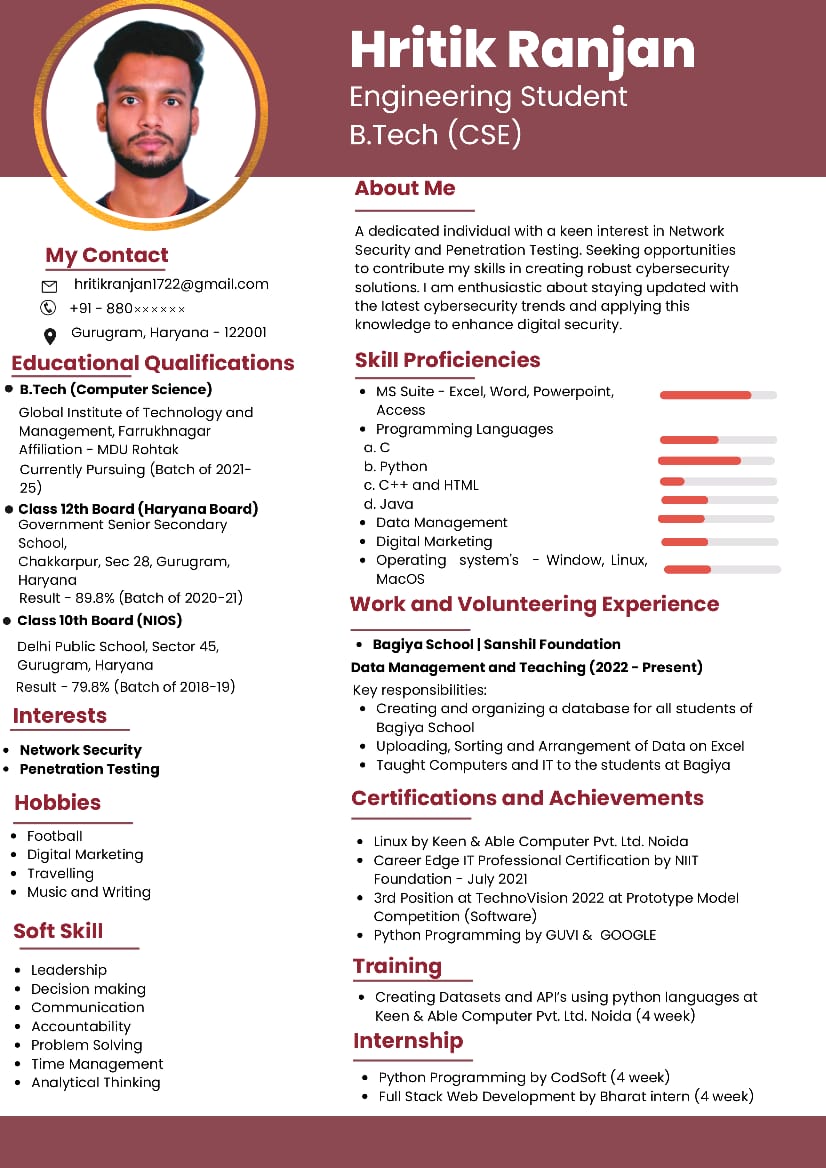 Hritik Ranjan
Engineering Student
B.Tech (CSE)
My Contact
hritikranjan1722@gmail.com
+91 - 880××××××
Gurugram, Haryana - 122001
Educational Qualifications
B.Tech (Computer Science)
Global Institute of Technology and
Management, Farrukhnagar
Affiliation - MDU Rohtak
Currently Pursuing (Batch of 2021-
25)
Class 12th Board (Haryana Board)
Government Senior Secondary
School,
Chakkarpur, Sec 28, Gurugram,
Haryana
Result - 89.8% (Batch of 2020-21)
Class 10th Board (NIOS)
Delhi Public School, Sector 45,
Gurugram, Haryana
Result - 79.8% (Batch of 2018-19)
Interests
Network Security
Penetration Testing
Hobbies
Football
Digital Marketing
Travelling
Music and Writing
Soft Skill
Leadership
Decision making
Communication
Accountability
Problem Solving
Time Management
Analytical Thinking
About Me
A dedicated individual with a keen interest in Network
Security and Penetration Testing. Seeking opportunities
to contribute my skills in creating robust cybersecurity
solutions. I am enthusiastic about staying updated with
the latest cybersecurity trends and applying this
knowledge to enhance digital security.
Skill Proficiencies
MS Suite - Excel, Word, Powerpoint,
Access
Programming Languages
a. C
b. Python
c. C++ and HTML
d. Java
Data Management
Digital Marketing
Operating system's - Window, Linux,
MacOS
Work and Volunteering Experience
Bagiya School | Sanshil Foundation
Data Management and Teaching (2022 - Present)
Key responsibilities:
Creating and organizing a database for all students of
Bagiya School
Uploading, Sorting and Arrangement of Data on Excel
Taught Computers and IT to the students at Bagiya
Certifications and Achievements
Linux by Keen & Able Computer Pvt. Ltd. Noida
Career Edge IT Professional Certification by NIIT
Foundation - July 2021
3rd Position at TechnoVision 2022 at Prototype Model
Competition (Software)
Python Programming by GUVI & GOOGLE
Training
Creating Datasets and API's using python languages at
Keen & Able Computer Pvt. Ltd. Noida (4 week)
Internship
Python Programming by CodSoft (4 week)
Full Stack Web Development by Bharat intern (4 week)